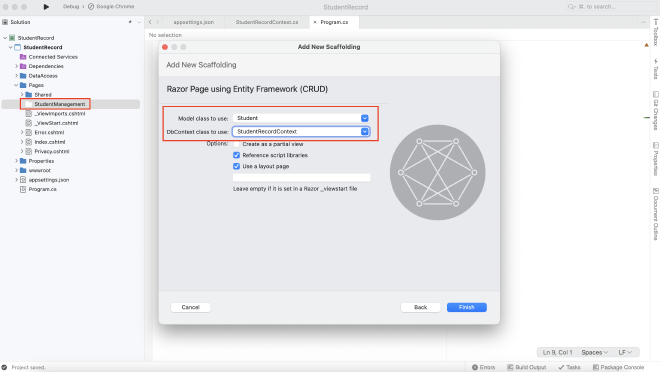 StudentRecord
Debug
Google Chrome
⌘. to search...
Solution
appsettings.json
StudentRecordContext.cs
Program.cs
No selection
StudentRecord
StudentRecord
Connected Services
Dependencies
DataAccess
Pages
Shared
StudentManagement
_ViewImports.cshtml
_ViewStart.cshtml
Error.cshtml
Index.cshtml
Privacy.cshtml
Properties
wwwroot
appsettings.json
Program.cs
Add New Scaffolding
Add New Scaffolding
Razor Page using Entity Framework (CRUD)
Model class to use: Student
DbContext class to use: StudentRecordContext
Options: Create as a partial view
Reference script libraries
Use a layout page
Leave empty if it is set in a Razor _viewstart file
Cancel
Back
Finish
Toolbox
Tests
Git Changes
Properties
Document Outline
Ln 9, Col 1 Spaces LF
Project saved.
Errors
Build Output
Tasks
Package Console